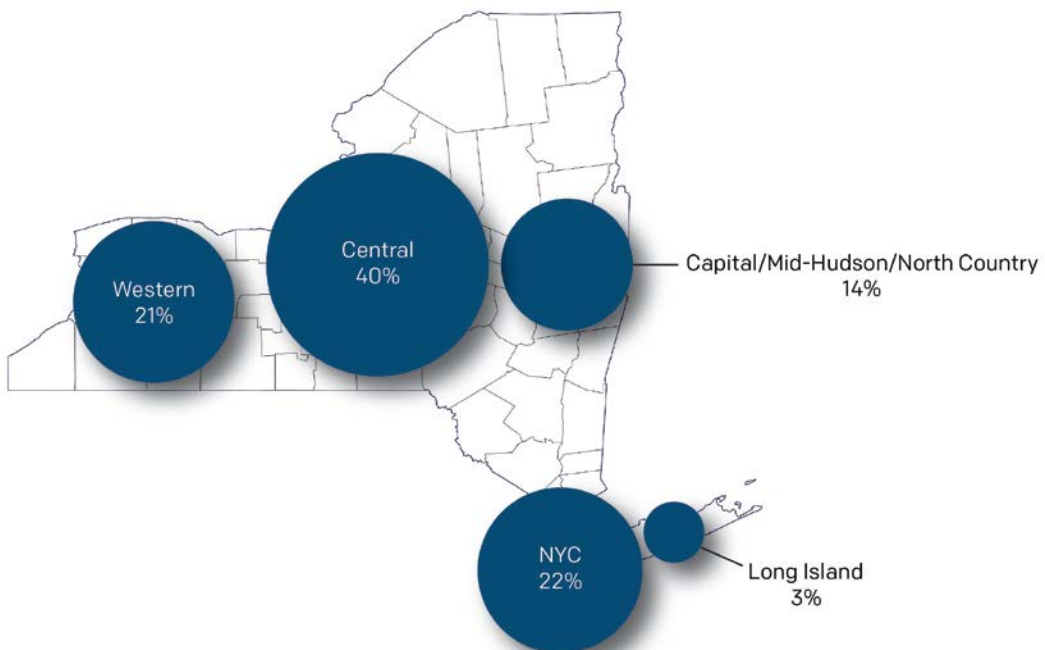 Central
40%
Western
21%
Capital/Mid-Hudson/North Country
14%
NYC
22%
Long Island
3%